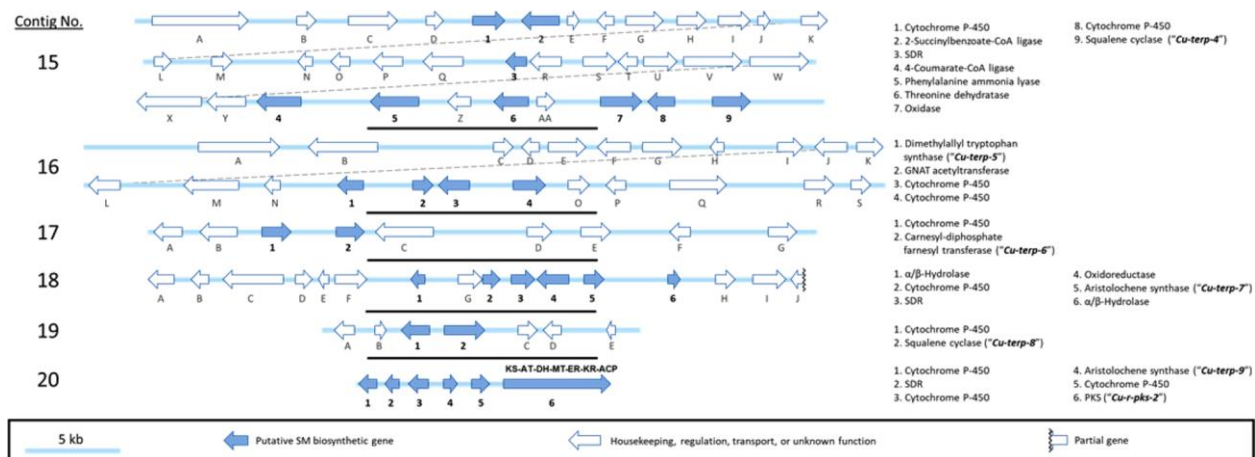 Contig No.
A B C D 1 2 E F G H I J K
15
L M N O P Q 3 R S T U V W
X Y 4 5 Z 6 AA 7 8 9
1. Cytochrome P-450
2. 2-Succinylbenzoate-CoA ligase
3. SDR
4. 4-Coumarate-CoA ligase
5. Phenylalanine ammonia lyase
6. Threonine dehydratase
7. Oxidase
8. Cytochrome P-450
9. Squalene cyclase ("Cu-terp-4")
16
A B C D E F G H I J K
L M N 1 2 3 4 O P Q R S
1. Dimethylallyl tryptophan
synthase ("Cu-terp-5")
2. GNAT acetyltransferase
3. Cytochrome P-450
4. Cytochrome P-450
17
A B 1 2 C D E F G
1. Cytochrome P-450
2. Carnesyl-diphosphate
farnesyl transferase ("Cu-terp-6")
18
A B C D E F 1 G 2 3 4 5 6 H I J
1. α/β-Hydrolase
2. Cytochrome P-450
3. SDR
4. Oxidoreductase
5. Aristolochene synthase ("Cu-terp-7")
6. α/β-Hydrolase
19
A B 1 2 C D E
1. Cytochrome P-450
2. Squalene cyclase ("Cu-terp-8")
20
KS-AT-DH-MT-ER-KR-ACP
1 2 3 4 5 6
1. Cytochrome P-450
2. SDR
3. Cytochrome P-450
4. Aristolochene synthase ("Cu-terp-9")
5. Cytochrome P-450
6. PKS ("Cu-r-pks-2")
5 kb
Putative SM biosynthetic gene
Housekeeping, regulation, transport, or unknown function
Partial gene